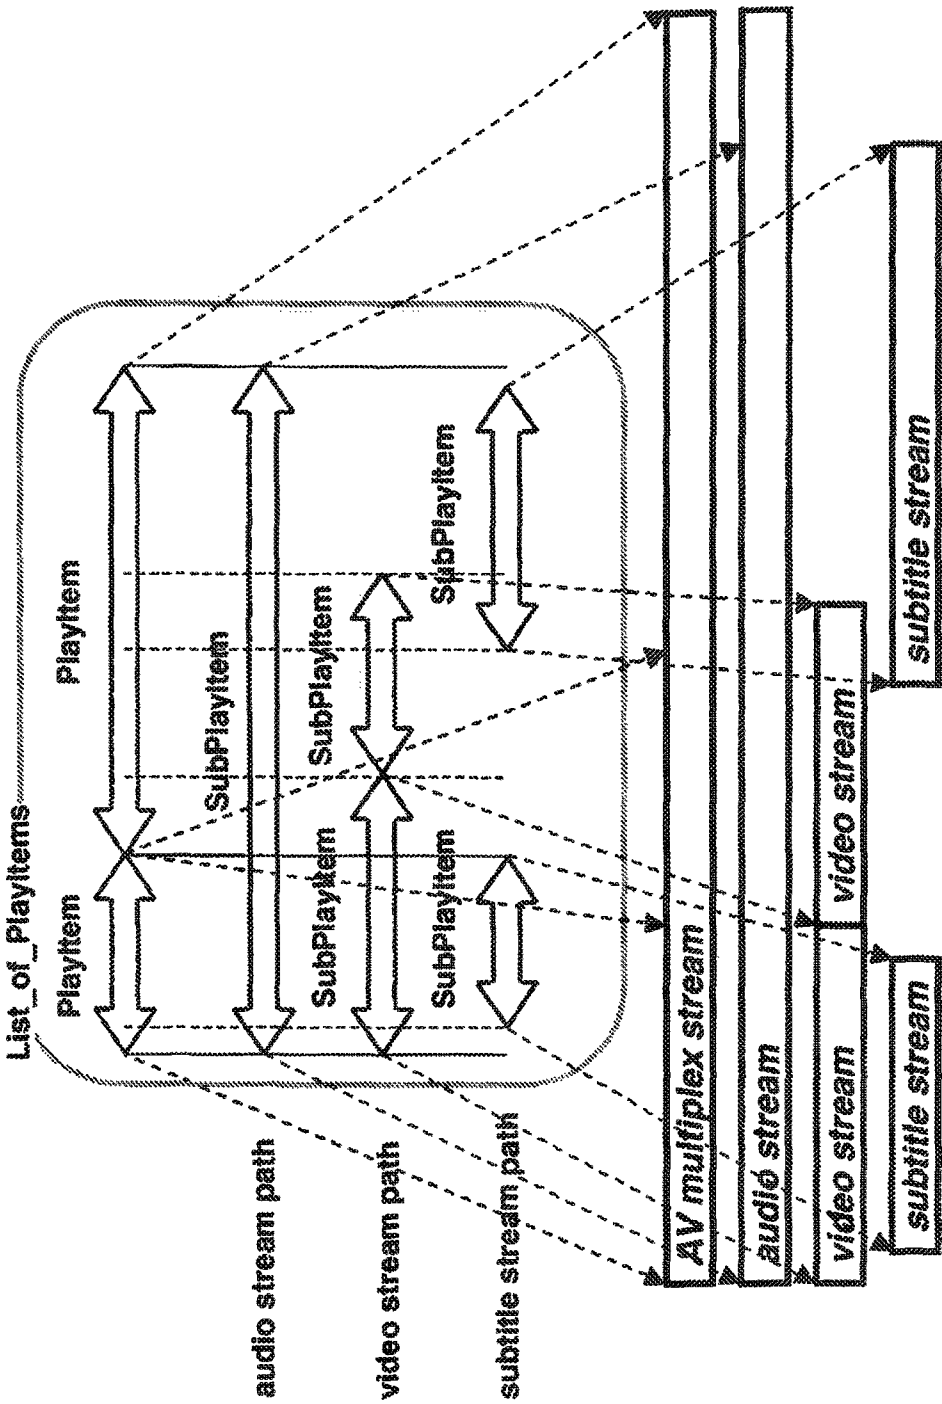 List_of_PlayItems
PlayItem
PlayItem
SubPlayItem
audio stream path
SubPlayItem
SubPlayItem
video stream path
SubPlayItem
SubPlayItem
subtitle stream path
AV multiplex stream
audio stream
video stream
video stream
subtitle stream
subtitle stream